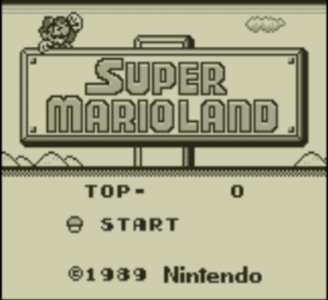 SUPER
MARIOLAND
TOP- 0
START
©1989 Nintendo